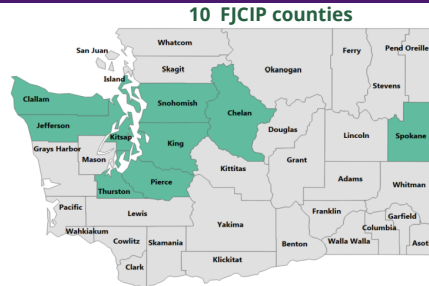 10 FJCIP counties
Whatcom
San Juan
Skagit
Island
Okanogan
Ferry
Pend Oreille
Stevens
Clallam
Snohomish
Chelan
Jefferson
Douglas
Lincoln
Spokane
Kitsap
King
Grays Harbor
Mason
Grant
Kittitas
Adams
Pierce
Thurston
Whitman
Pacific
Lewis
Franklin
Garfield
Yakima
Columbia
Wahkiakum
Cowlitz
Skamania
Benton
Walla Walla
Asot
Klickitat
Clark